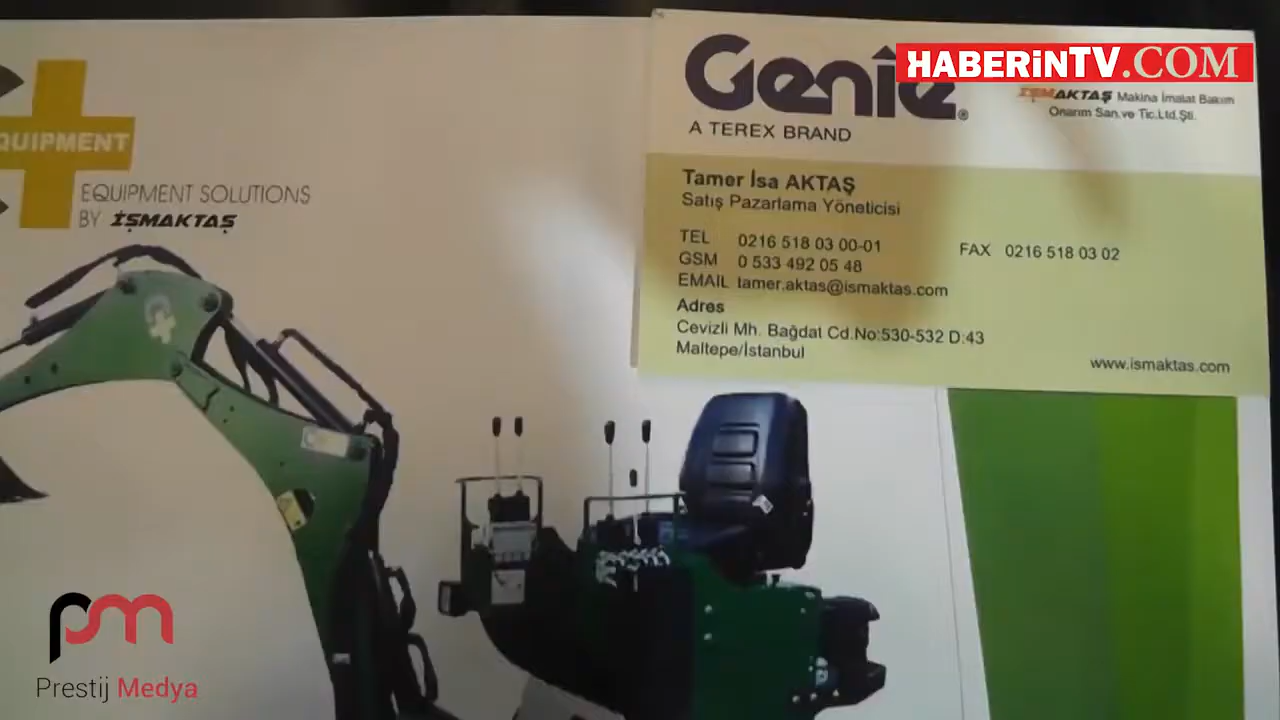 EQUIPMENT
EQUIPMENT SOLUTIONS
BY İŞMAKTAŞ
Genie®
A TEREX BRAND
HABERiNTV.COM
İŞMAKTAŞ Makina İmalat Bakım
Onarım San.ve Tic.Ltd.Şti.
Tamer İsa AKTAŞ
Satış Pazarlama Yöneticisi
TEL 0216 518 03 00-01
FAX 0216 518 03 02
GSM 0 533 492 05 48
EMAIL tamer.aktas@ismaktas.com
Adres
Cevizli Mh. Bağdat Cd.No:530-532 D:43
Maltepe/İstanbul
www.ismaktas.com
pm
Prestij Medya